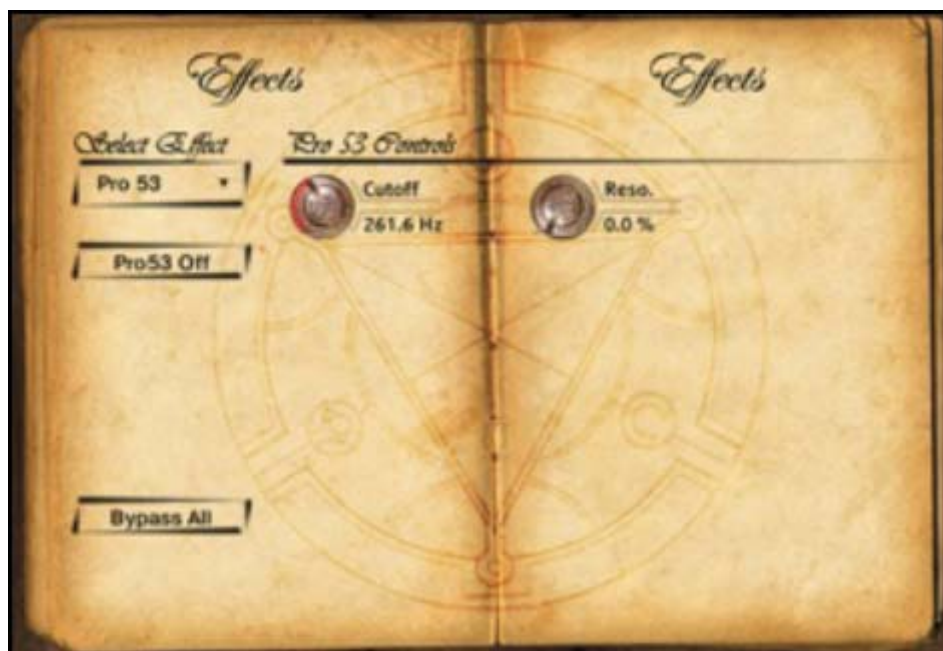 Effects
Effects
Select Effect
Pro 53 Controls
Pro 53
Cutoff
261.6 Hz
Reso.
0.0 %
Pro53 Off
Bypass All